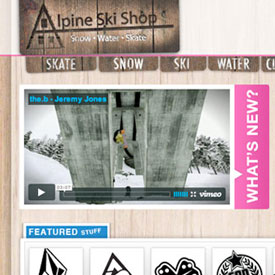 Alpine Ski Shop
Snow • Water • Skate
SKATE SNOW SKI WATER
the.b - Jeremy Jones
WHAT'S NEW?
vimeo
FEATURED STUFF